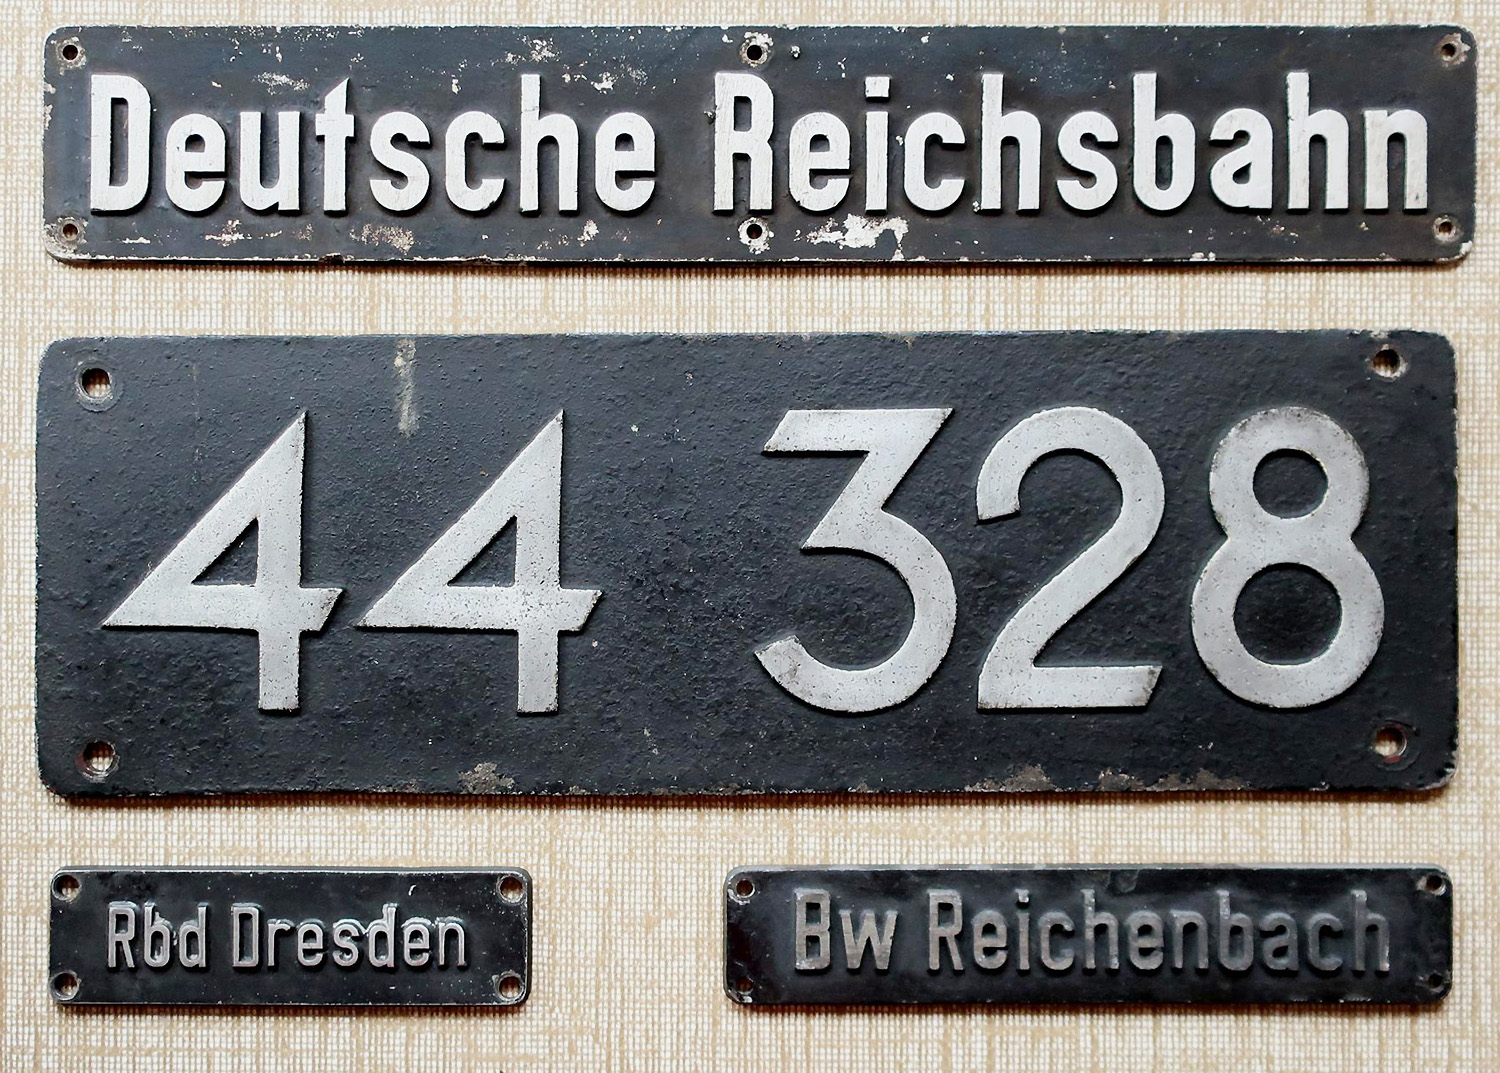 Deutsche Reichsbahn
44 328
Rbd Dresden
Bw Reichenbach